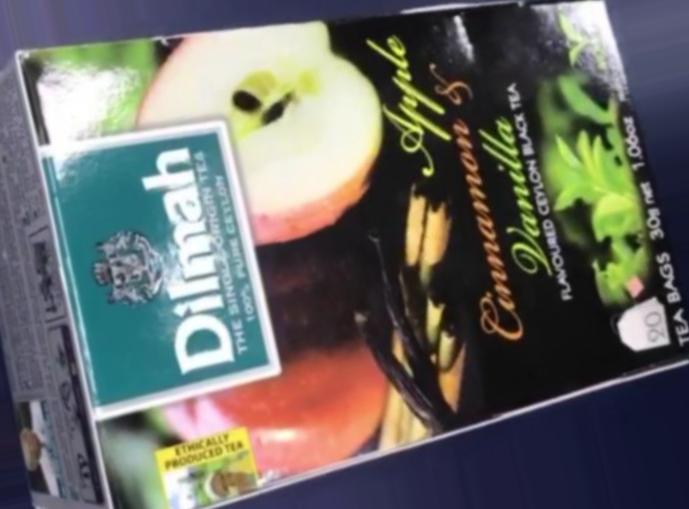 Dilmah
THE SINGLE ORIGIN TEA
100% PURE CEYLON
Apple
Cinnamon &
Vanilla
FLAVOURED CEYLON BLACK TEA
20
TEA BAGS 30g net 1.06oz
ETHICALLY
PRODUCED TEA